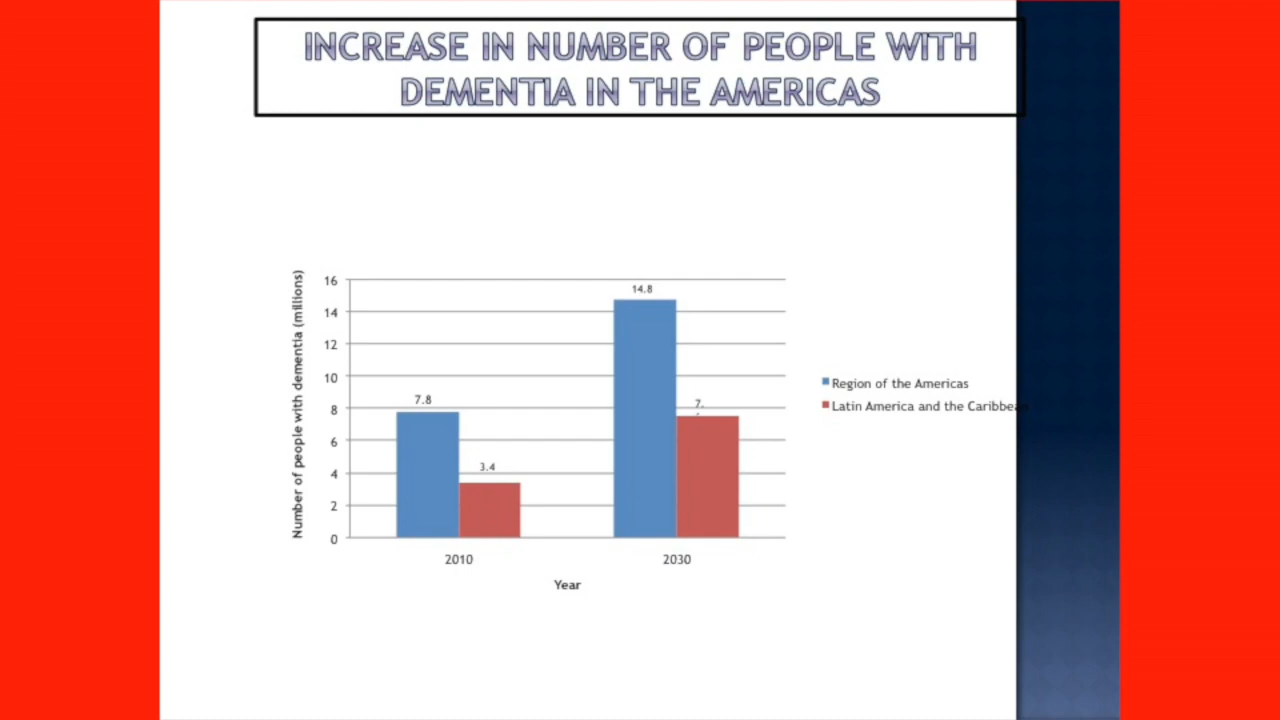 INCREASE IN NUMBER OF PEOPLE WITH
DEMENTIA IN THE AMERICAS
Number of people with dementia (millions)
16
14
12
10
8
6
4
2
0
7.8
3.4
14.8
7.
2010
2030
Year
Region of the Americas
Latin America and the Caribbean